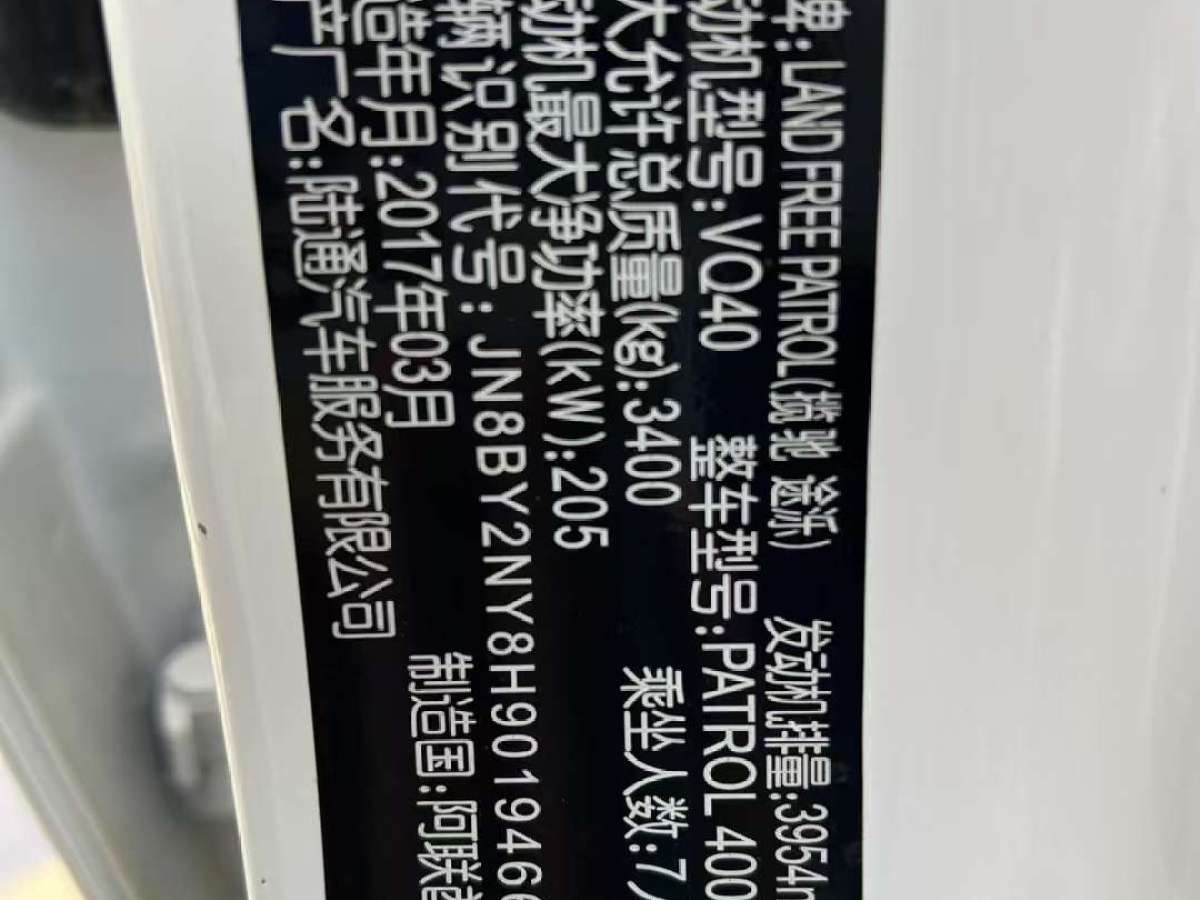 牌: LAND FREE PATROL(揽驰 途乐) 发动机排量:3954m
动机型号: VQ40 整车型号:PATROL 400
大允许总质量(kg):3400 乘坐人数:7人
动机最大净功率(kW):205
辆识别代号: JN8BY2NY8H9019466
造年月:2017年03月 制造国:阿联酋
产厂名:陆通汽车服务有限公司